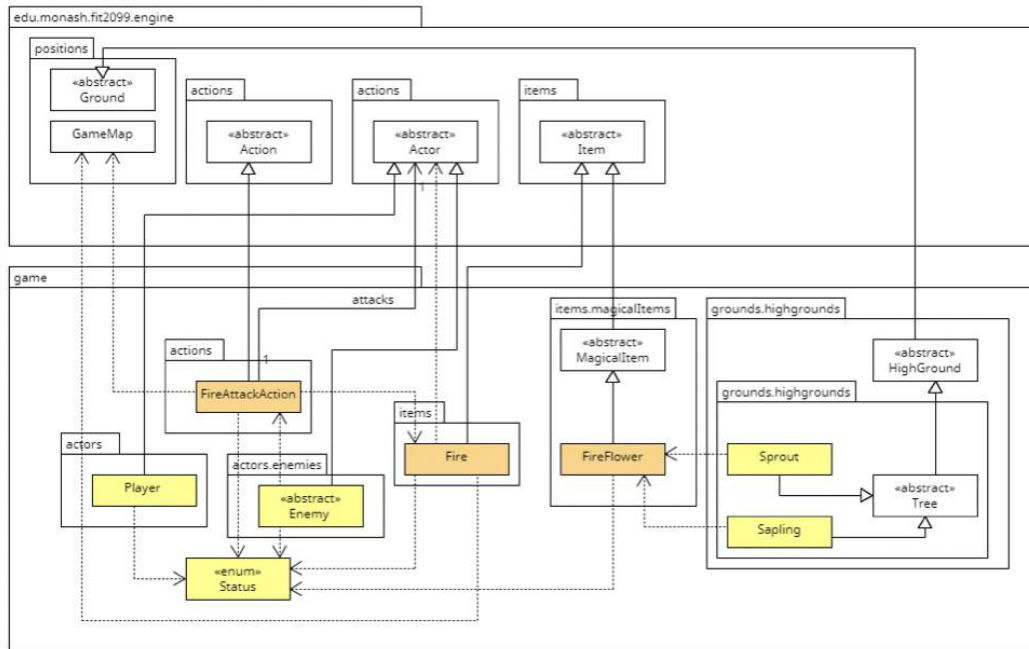 edu.monash.fit2099.engine
positions
«abstract»
Ground
GameMap
actions
«abstract»
Action
actions
«abstract»
Actor
1
items
«abstract»
Item
game
attacks
1
actions
FireAttackAction
actors
Player
actors.enemies
«abstract»
Enemy
«enum»
Status
items
Fire
items.magicalItems
«abstract»
MagicalItem
FireFlower
grounds.highgrounds
«abstract»
HighGround
grounds.highgrounds
Sprout
«abstract»
Tree
Sapling